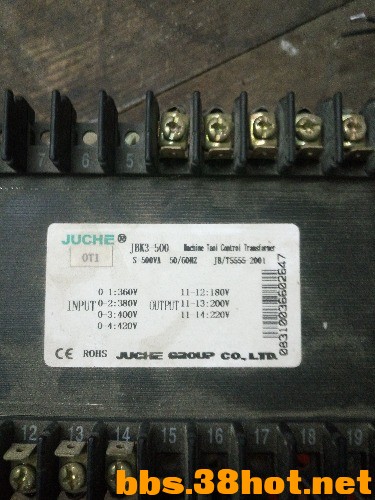 7 6 5
JUCHE® JBK3-500 Machine Tool Control Transformer
OT1 S 500VA 50/60HZ JB/T5555-2001
0-1:360V 11-12:180V
INPUT 0-2:380V OUTPUT 11-13:200V
0-3:400V 11-14:220V
0-4:420V
CE ROHS JUCHE GROUP CO., LTD
08310036602647
12 13 14 15 16 17 18 19
bbs.38hot.net